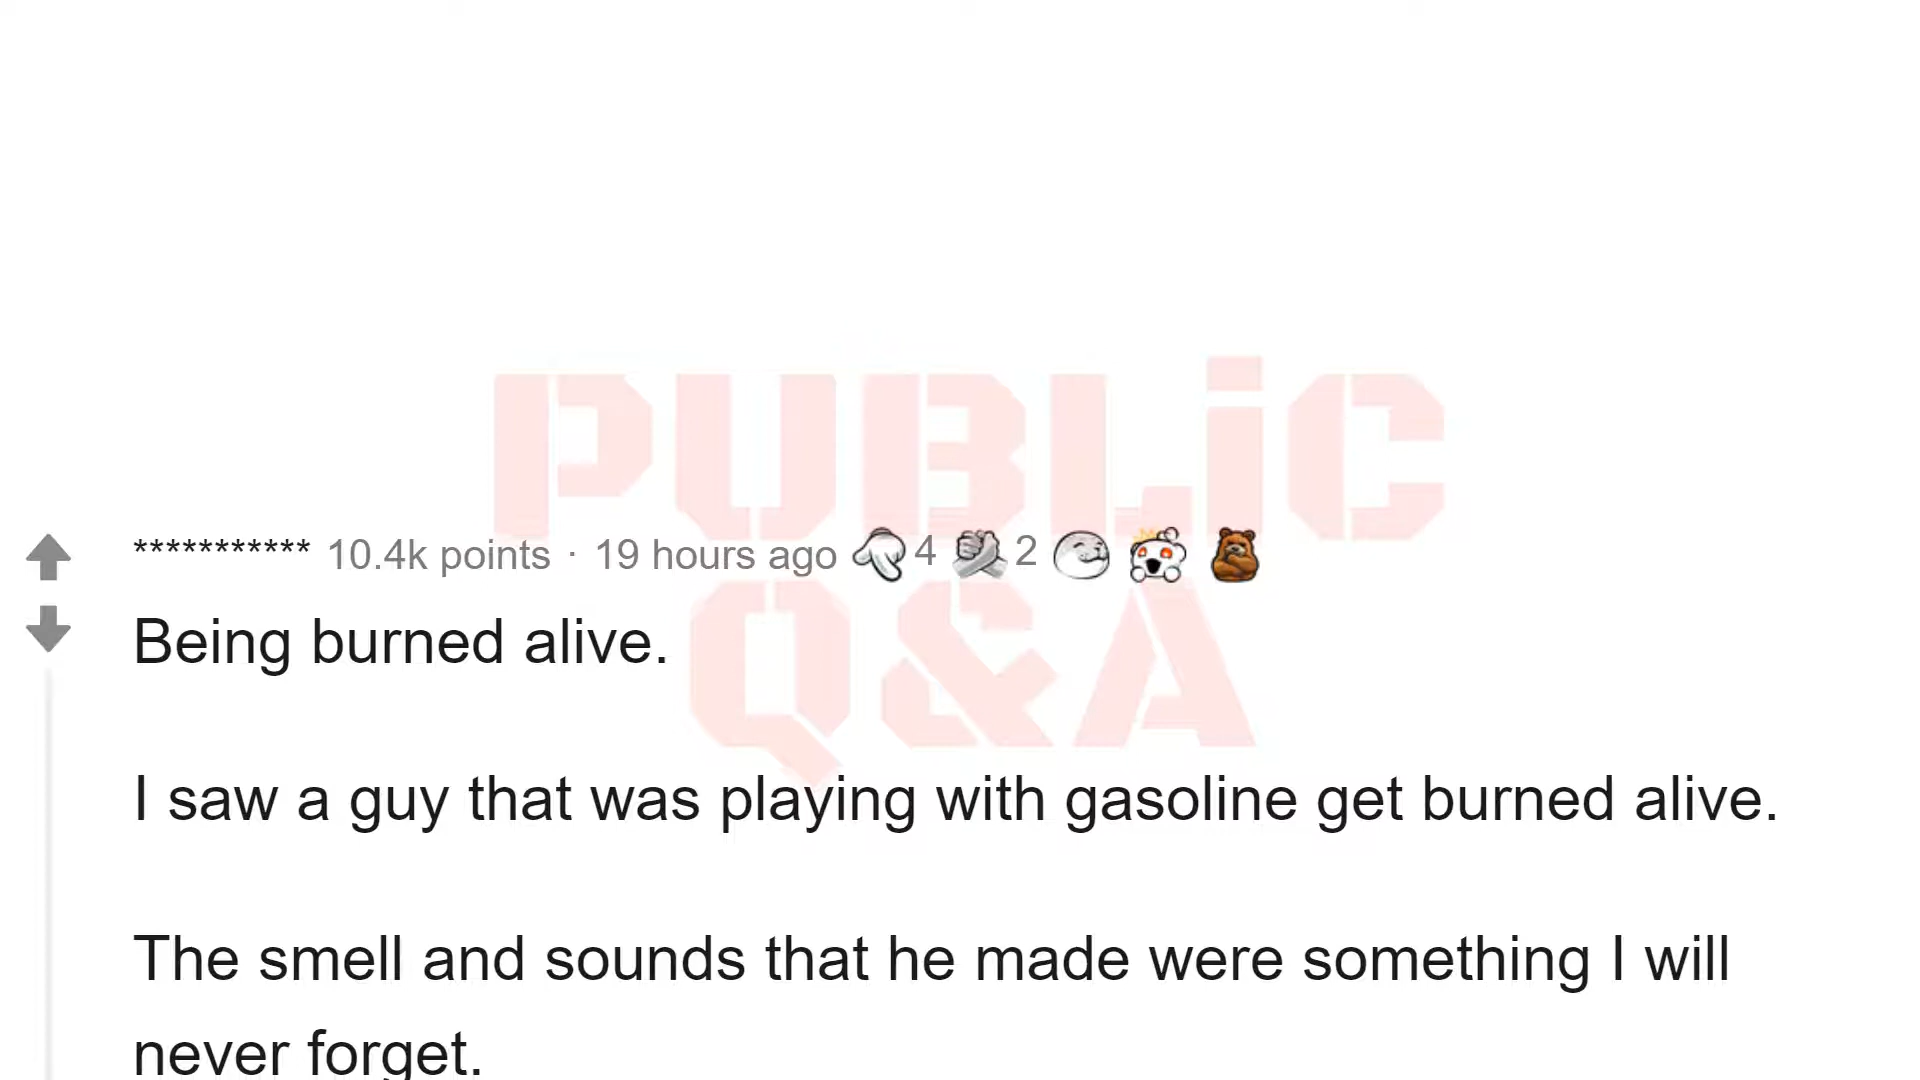 PUBLiC
Q&A
*********** 10.4k points · 19 hours ago 4 2
Being burned alive.
I saw a guy that was playing with gasoline get burned alive.
The smell and sounds that he made were something I will
never forget.